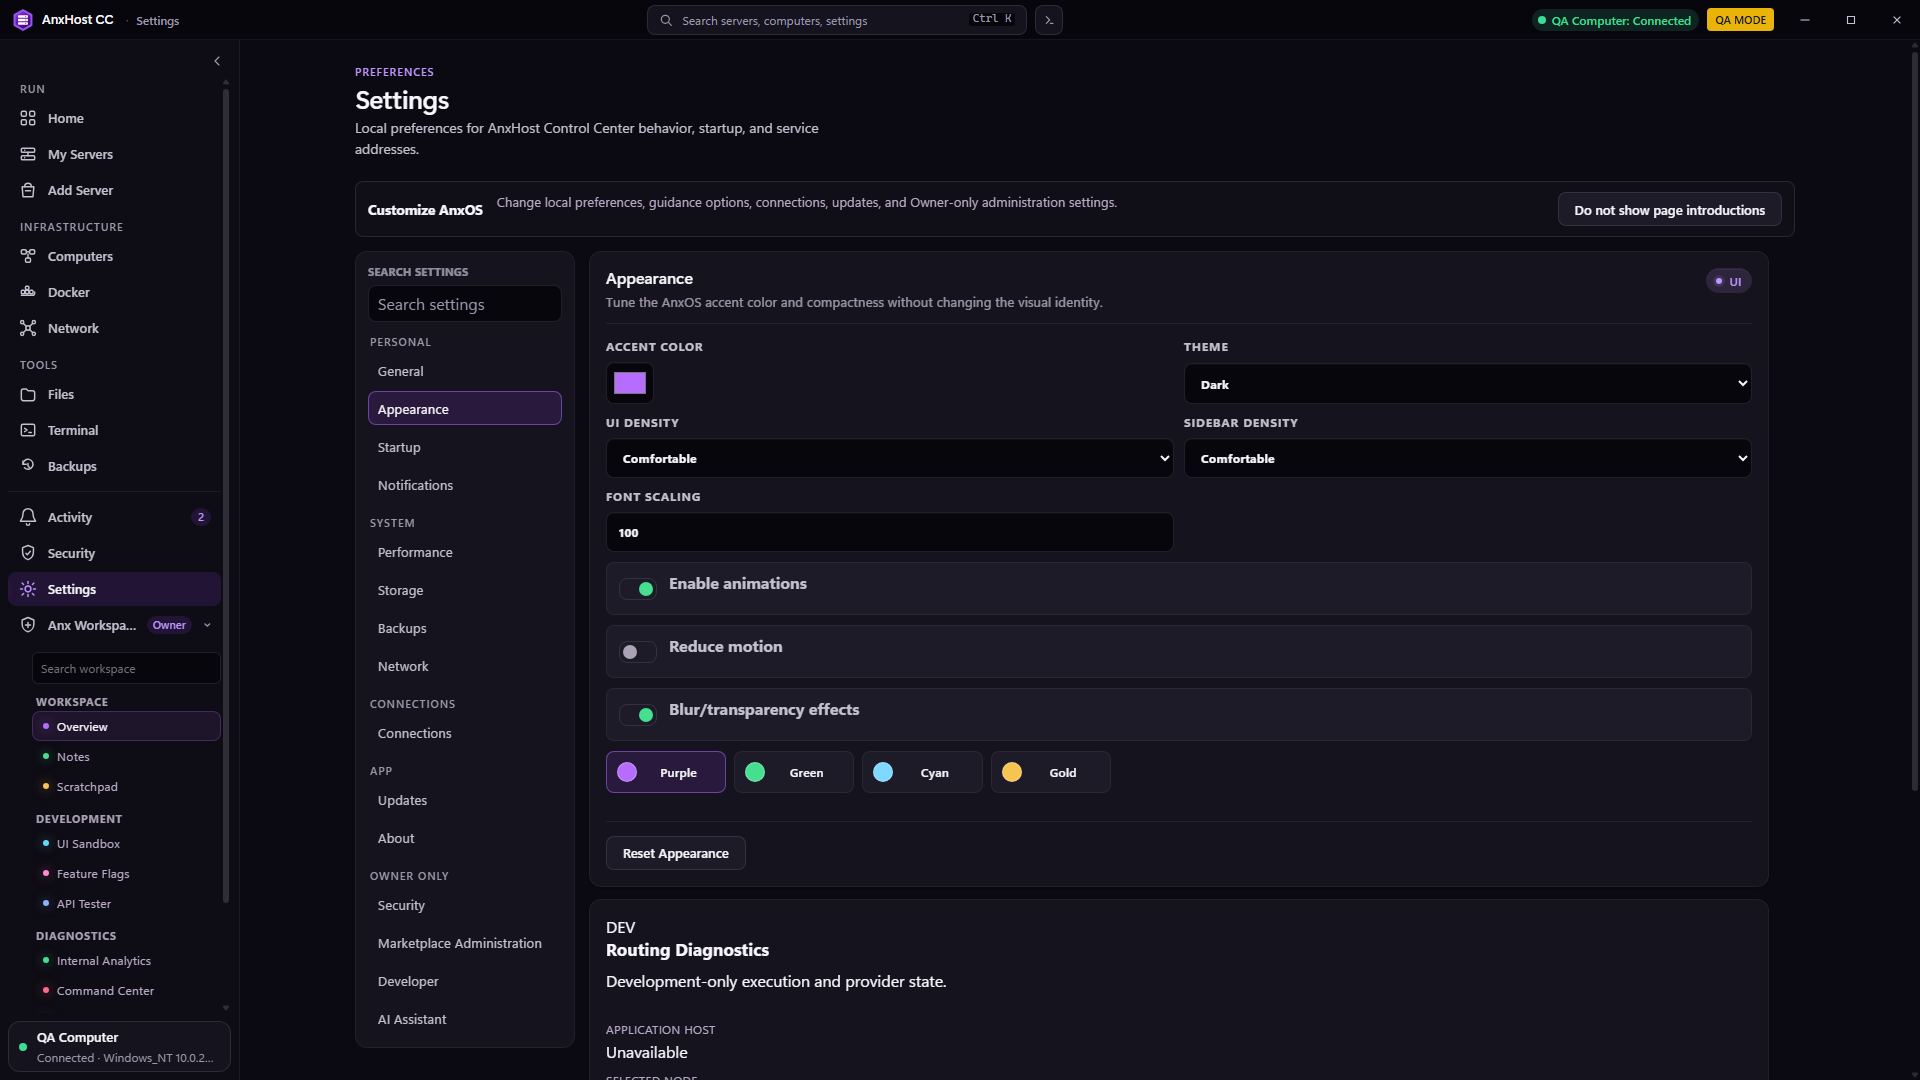 AnxHost CC · Settings
Search servers, computers, settings Ctrl K
QA Computer: Connected
QA MODE
RUN
Home
My Servers
Add Server
INFRASTRUCTURE
Computers
Docker
Network
TOOLS
Files
Terminal
Backups
Activity 2
Security
Settings
Anx Workspa... Owner
Search workspace
WORKSPACE
Overview
Notes
Scratchpad
DEVELOPMENT
UI Sandbox
Feature Flags
API Tester
DIAGNOSTICS
Internal Analytics
Command Center
QA Computer
Connected · Windows_NT 10.0.2...
PREFERENCES
Settings
Local preferences for AnxHost Control Center behavior, startup, and service
addresses.
Customize AnxOS Change local preferences, guidance options, connections, updates, and Owner-only administration settings.
Do not show page introductions
SEARCH SETTINGS
Search settings
PERSONAL
General
Appearance
Startup
Notifications
SYSTEM
Performance
Storage
Backups
Network
CONNECTIONS
Connections
APP
Updates
About
OWNER ONLY
Security
Marketplace Administration
Developer
AI Assistant
Appearance
Tune the AnxOS accent color and compactness without changing the visual identity.
UI
ACCENT COLOR
THEME
Dark
UI DENSITY
Comfortable
SIDEBAR DENSITY
Comfortable
FONT SCALING
100
Enable animations
Reduce motion
Blur/transparency effects
Purple
Green
Cyan
Gold
Reset Appearance
DEV
Routing Diagnostics
Development-only execution and provider state.
APPLICATION HOST
Unavailable
SELECTED NODE